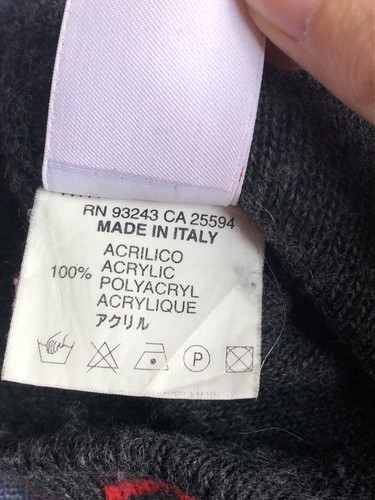 RN 93243 CA 25594
MADE IN ITALY
ACRILICO
100% ACRYLIC
POLYACRYL
ACRYLIQUE
アクリル
P